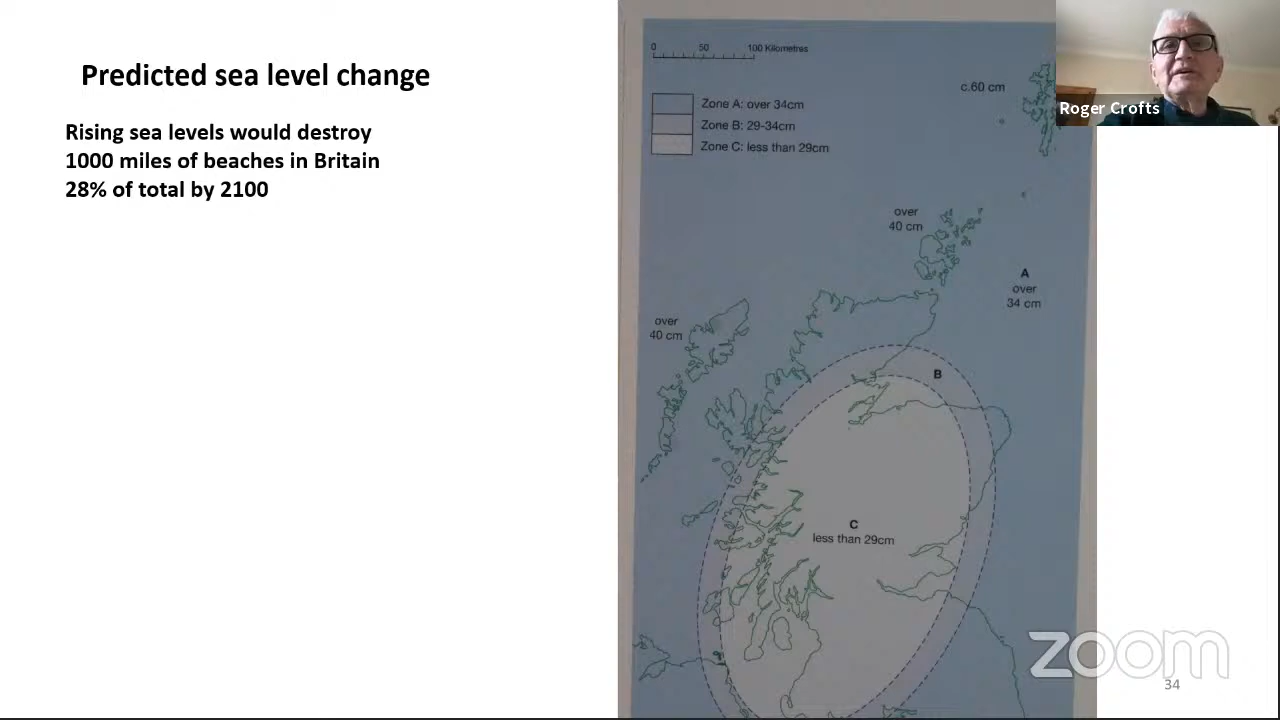 Predicted sea level change
Rising sea levels would destroy
1000 miles of beaches in Britain
28% of total by 2100
0 50 100 Kilometres
Zone A: over 34cm
Zone B: 29-34cm
Zone C: less than 29cm
c.60 cm
Roger Crofts
over
40 cm
A
over
34 cm
over
40 cm
B
C
less than 29cm
zoom
34